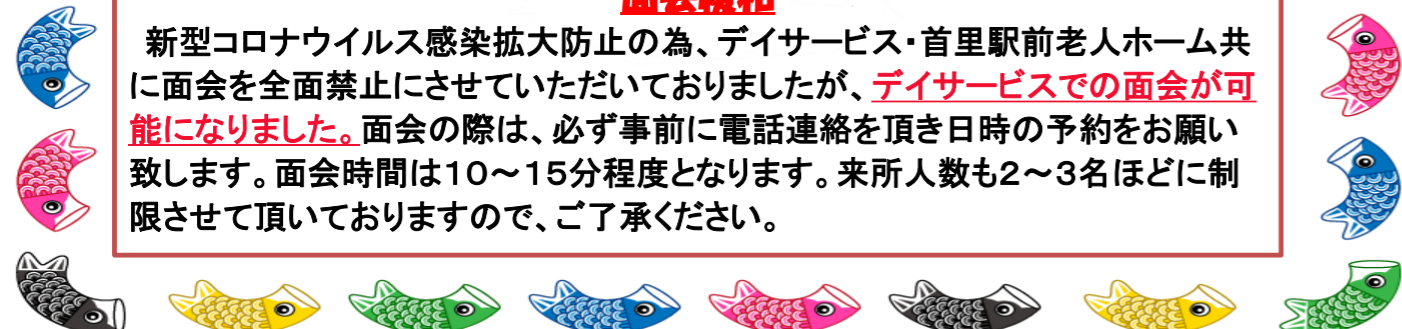 新型コロナウイルス感染拡大防止の為、デイサービス・首里駅前老人ホーム共
に面会を全面禁止にさせていただいておりましたが、デイサービスでの面会が可
能になりました。面会の際は、必ず事前に電話連絡を頂き日時の予約をお願い
致します。面会時間は10～15分程度となります。来所人数も2～3名ほどに制
限させて頂いておりますので、ご了承ください。